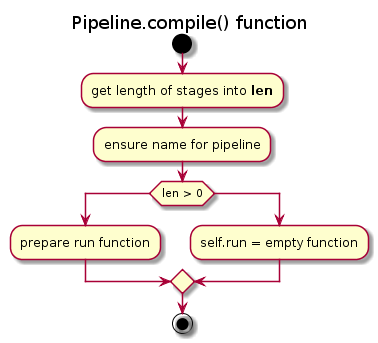 Pipeline.compile() function
get length of stages into len
ensure name for pipeline
len > 0
prepare run function
self.run = empty function